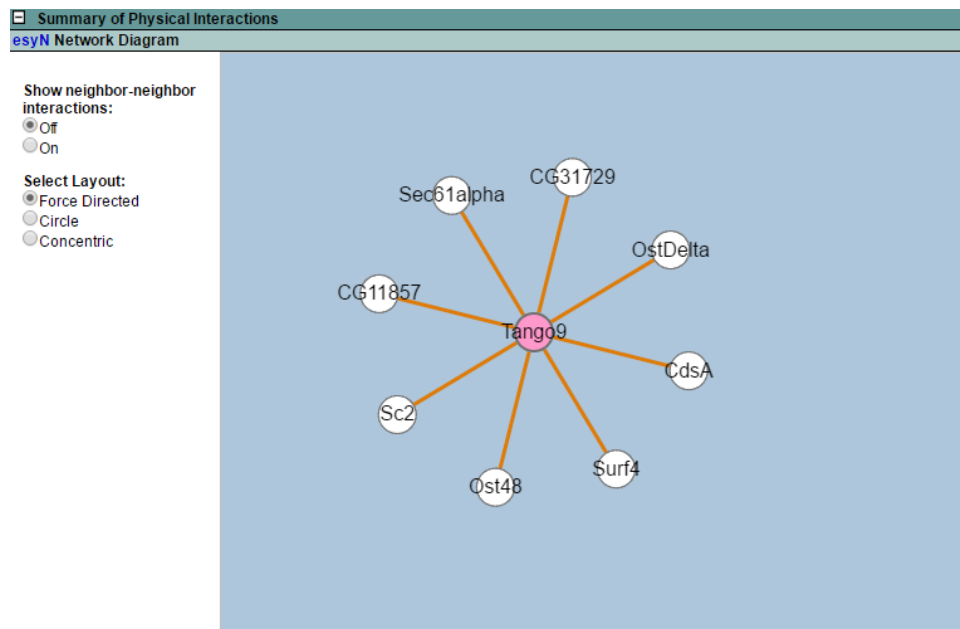 Summary of Physical Interactions
esyN Network Diagram
Show neighbor-neighbor
interactions:
Off
On
Select Layout:
Force Directed
Circle
Concentric
CG31729
Sec61alpha
OstDelta
CG11857
Tango9
CdsA
Sc2
Surf4
Ost48